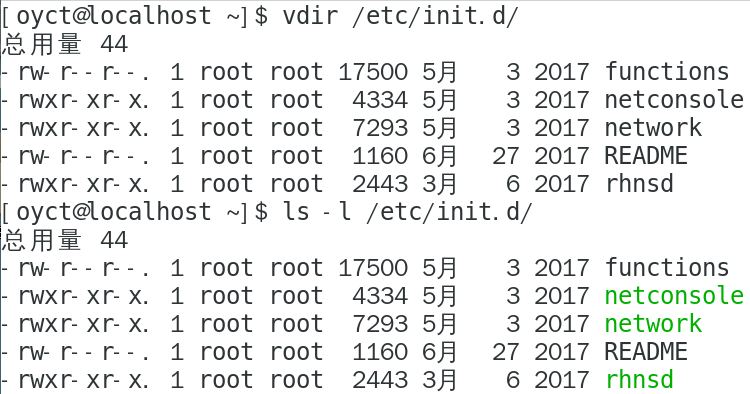 [oyct@localhost ~]$ vdir /etc/init.d/
总用量 44
-rw-r--r--. 1 root root 17500 5月   3 2017 functions
-rwxr-xr-x. 1 root root  4334 5月   3 2017 netconsole
-rwxr-xr-x. 1 root root  7293 5月   3 2017 network
-rw-r--r--. 1 root root  1160 6月  27 2017 README
-rwxr-xr-x. 1 root root  2443 3月   6 2017 rhnsd
[oyct@localhost ~]$ ls -l /etc/init.d/
总用量 44
-rw-r--r--. 1 root root 17500 5月   3 2017 functions
-rwxr-xr-x. 1 root root  4334 5月   3 2017 netconsole
-rwxr-xr-x. 1 root root  7293 5月   3 2017 network
-rw-r--r--. 1 root root  1160 6月  27 2017 README
-rwxr-xr-x. 1 root root  2443 3月   6 2017 rhnsd